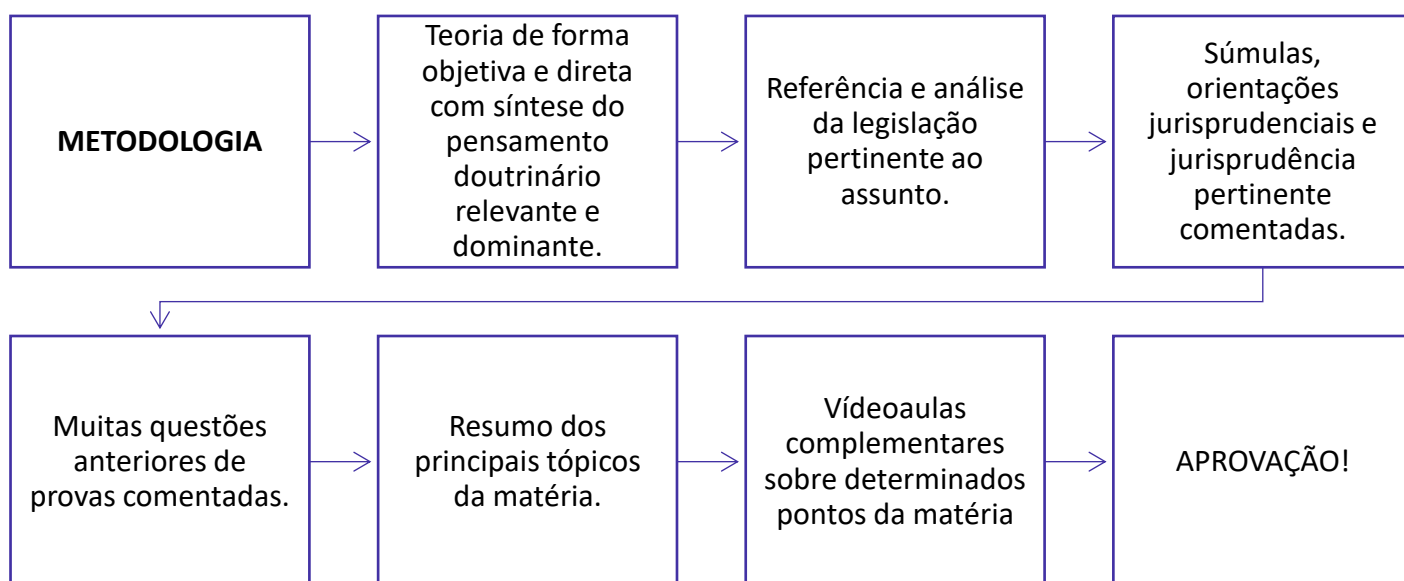 METODOLOGIA
Teoria de forma
objetiva e direta
com síntese do
pensamento
doutrinário
relevante e
dominante.
Referência e análise
da legislação
pertinente ao
assunto.
Súmulas,
orientações
jurisprudenciais e
jurisprudência
pertinente
comentadas.
Muitas questões
anteriores de
provas comentadas.
Resumo dos
principais tópicos
da matéria.
Vídeoaulas
complementares
sobre determinados
pontos da matéria
APROVAÇÃO!